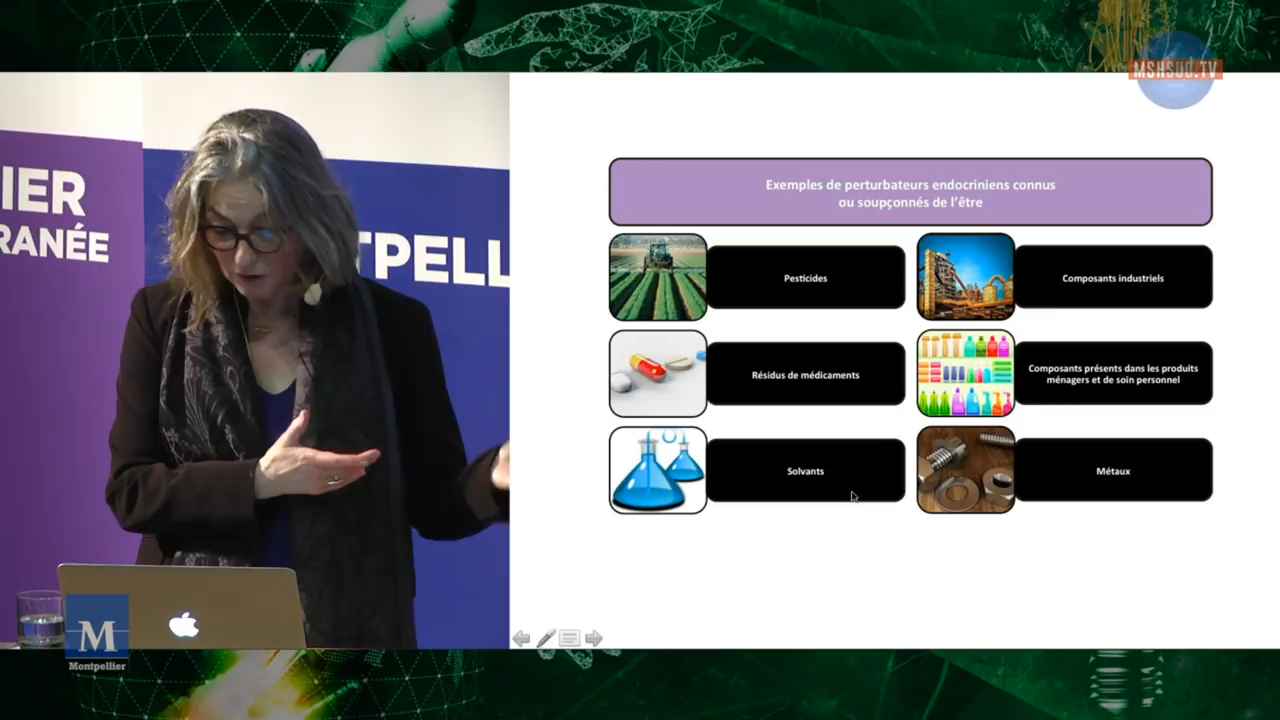 MSHSUD.TV
IER
RANÉE
TPELL
Exemples de perturbateurs endocriniens connus
ou soupçonnés de l'être
Pesticides
Composants industriels
Résidus de médicaments
Composants présents dans les produits
ménagers et de soin personnel
Solvants
Métaux
M
Montpellier